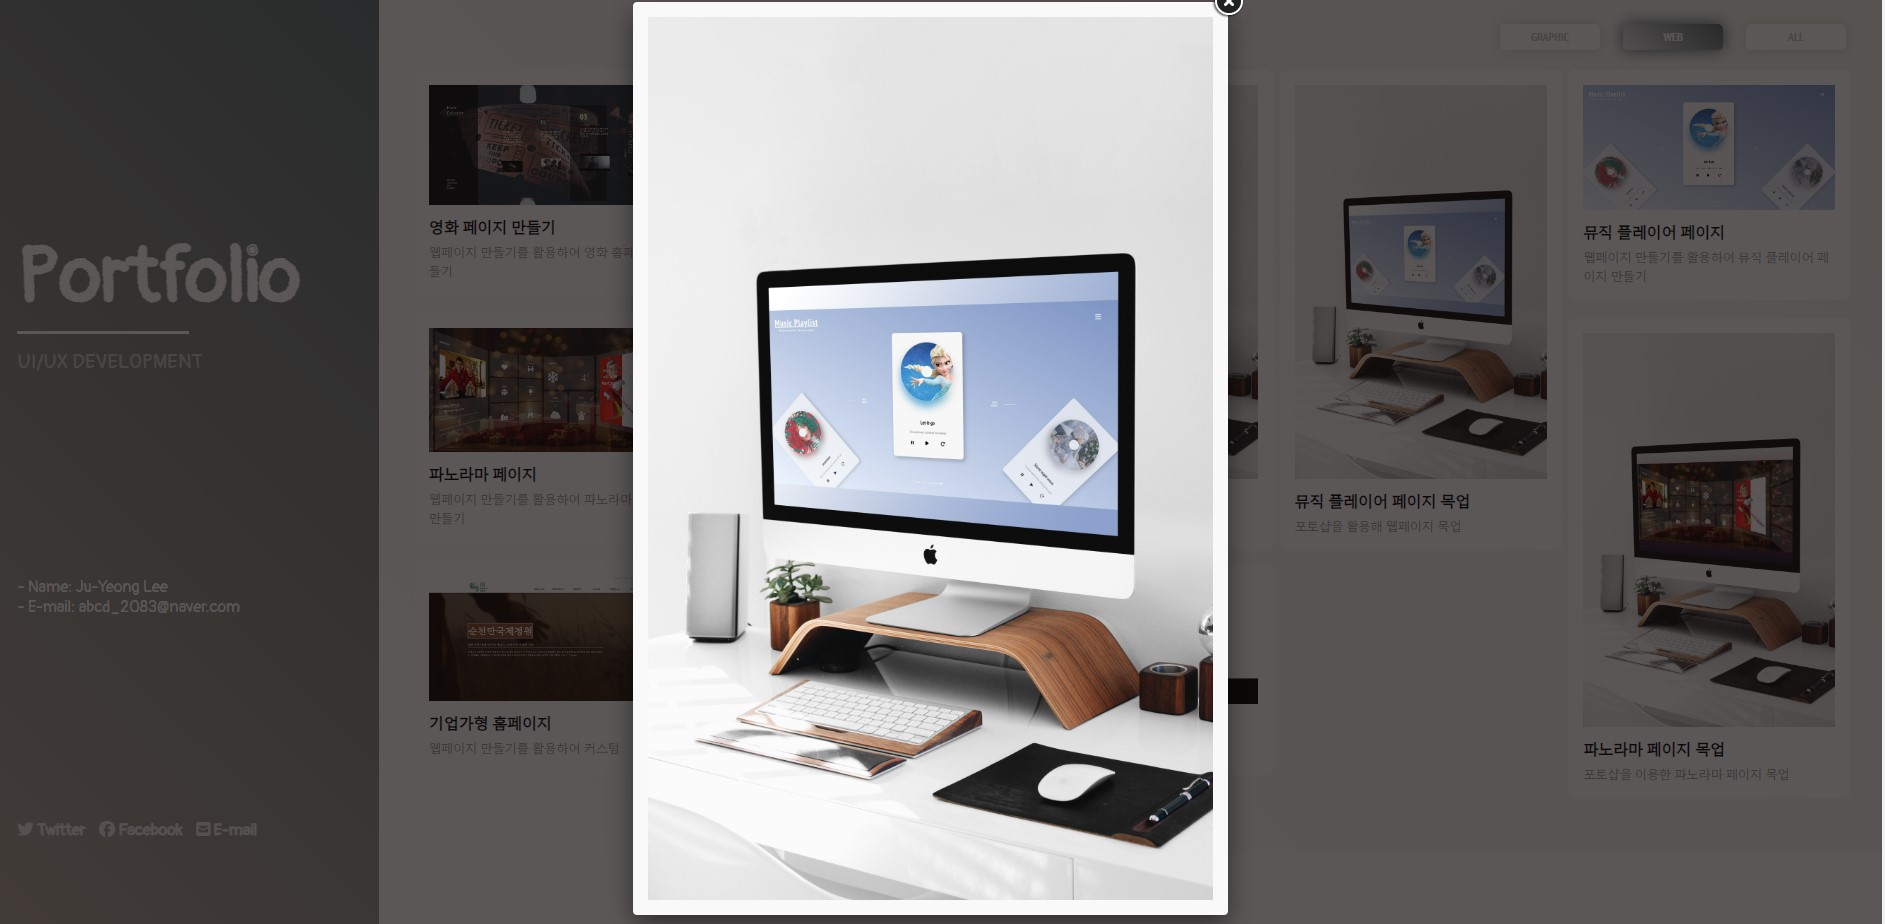 Portfolio
UI/UX DEVELOPMENT
- Name: Ju-Yeong Lee
- E-mail: abcd_2083@naver.com
Twitter Facebook E-mail
GRAPHIC
WEB
ALL
영화 페이지 만들기
웹페이지 만들기를 활용하여 영화 홈페
들기
파노라마 페이지
웹페이지 만들기를 활용하여 파노라마
만들기
순천만국제정원
기업가형 홈페이지
웹페이지 만들기를 활용하여 커스텀
Music Playlist
Let it go
뮤직 플레이어 페이지 목업
포토샵을 활용해 웹페이지 목업
Music Playlist
뮤직 플레이어 페이지
웹페이지 만들기를 활용하여 뮤직 플레이어 페
이지 만들기
파노라마 페이지 목업
포토샵을 이용한 파노라마 페이지 목업